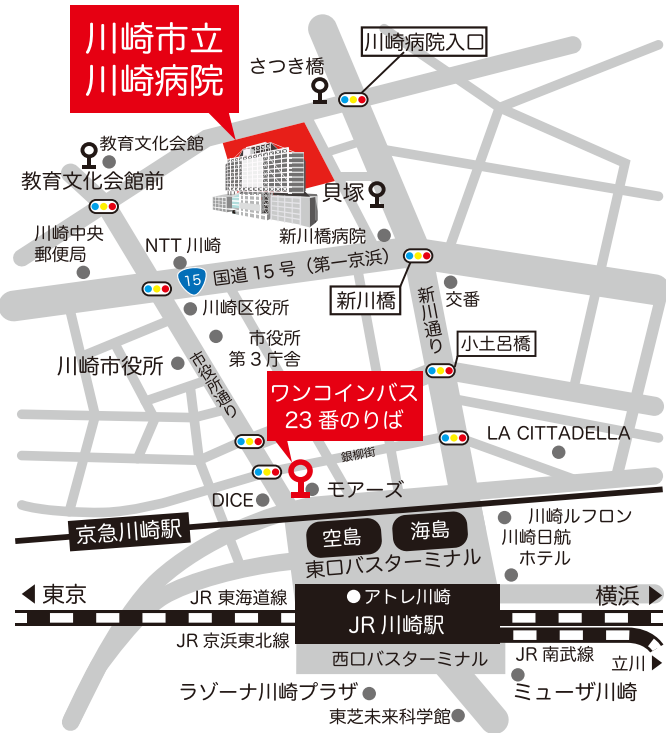 川崎市立
川崎病院
川崎病院入口
さつき橋
教育文化会館
教育文化会館前
貝塚
川崎中央
郵便局
NTT 川崎
新川橋病院
15
国道 15 号（第一京浜）
川崎区役所
新川橋
交番
新川通り
市役所
第 3 庁舎
小土呂橋
川崎市役所
市役所通り
ワンコインバス
23 番のりば
銀柳街
LA CITTADELLA
DICE
モアーズ
京急川崎駅
空島
海島
川崎ルフロン
川崎日航
ホテル
東口バスターミナル
東京
横浜
JR 東海道線
アトレ川崎
JR 川崎駅
JR 京浜東北線
西口バスターミナル
JR 南武線
立川
ラゾーナ川崎プラザ
ミューザ川崎
東芝未来科学館